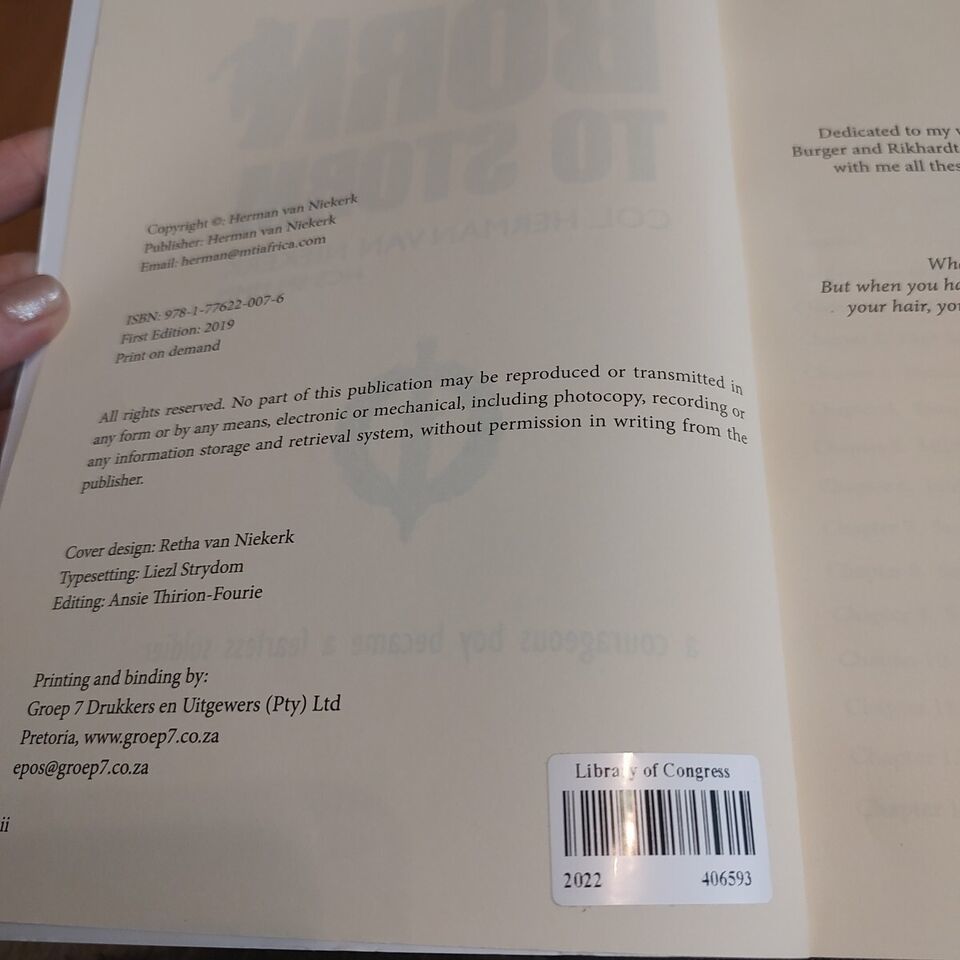 Copyright ©: Herman van Niekerk
Publisher: Herman van Niekerk
Email: herman@mtiafrica.com
ISBN: 978-1-77622-007-6
First Edition: 2019
Print on demand
All rights reserved. No part of this publication may be reproduced or transmitted in
any form or by any means, electronic or mechanical, including photocopy, recording or
any information storage and retrieval system, without permission in writing from the
publisher.
Cover design: Retha van Niekerk
Typesetting: Liezl Strydom
Editing: Ansie Thirion-Fourie
Printing and binding by:
Groep 7 Drukkers en Uitgewers (Pty) Ltd
Pretoria, www.groep7.co.za
epos@groep7.co.za
ii
Library of Congress
2022 406593
Dedicated to my
Burger and Rikhardt
with me all
But when you
your hair,